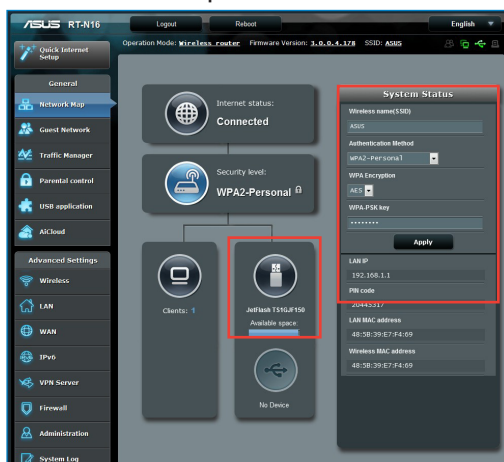 ASUS RT-N16
Logout
Reboot
English
Operation Mode: Wireless router Firmware Version: 3.0.0.4.178 SSID: ASUS
Quick Internet
Setup
General
Network Map
Guest Network
Traffic Manager
Parental control
USB application
AiCloud
Advanced Settings
Wireless
LAN
WAN
IPv6
VPN Server
Firewall
Administration
System Log
Internet status:
Connected
Security level:
WPA2-Personal
Clients: 1
JetFlash TS1GJF150
Available space:
No Device
System Status
Wireless name(SSID)
ASUS
Authentication Method
WPA2-Personal
WPA Encryption
AES
WPA-PSK key
••••••••
Apply
LAN IP
192.168.1.1
PIN code
20445317
LAN MAC address
48:5B:39:E7:F4:69
Wireless MAC address
48:5B:39:E7:F4:69